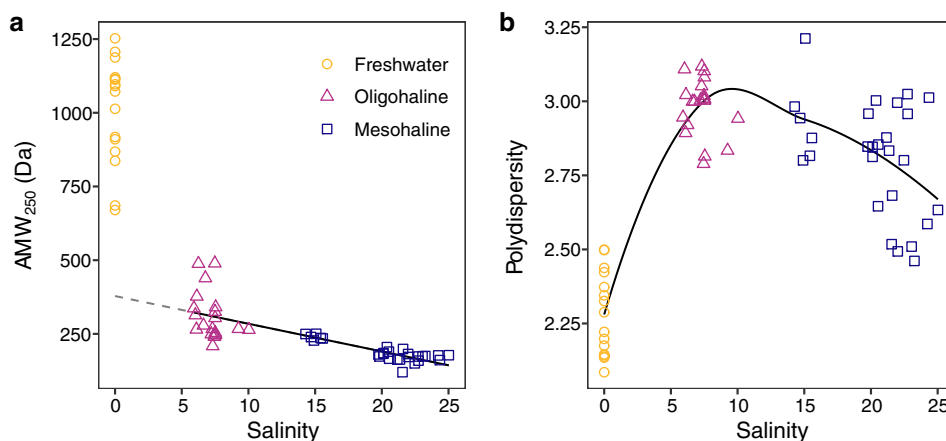 a
AMW250 (Da)
1250
1000
750
500
250
0 5 10 15 20 25
Salinity
Freshwater
Oligohaline
Mesohaline
b
Polydispersity
3.25
3.00
2.75
2.50
2.25
0 5 10 15 20 25
Salinity